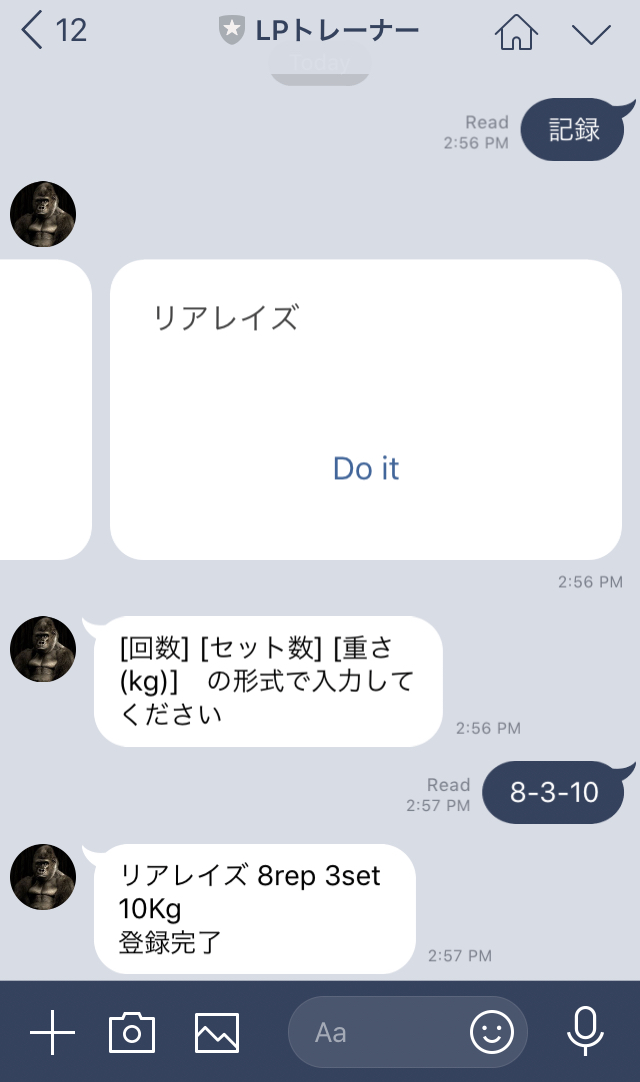 12
LPトレーナー
Today
Read
2:56 PM
記録
リアレイズ
Do it
2:56 PM
[回数] [セット数] [重さ
(kg)]　の形式で入力して
ください
2:56 PM
Read
2:57 PM
8-3-10
リアレイズ 8rep 3set
10Kg
登録完了
2:57 PM
Aa